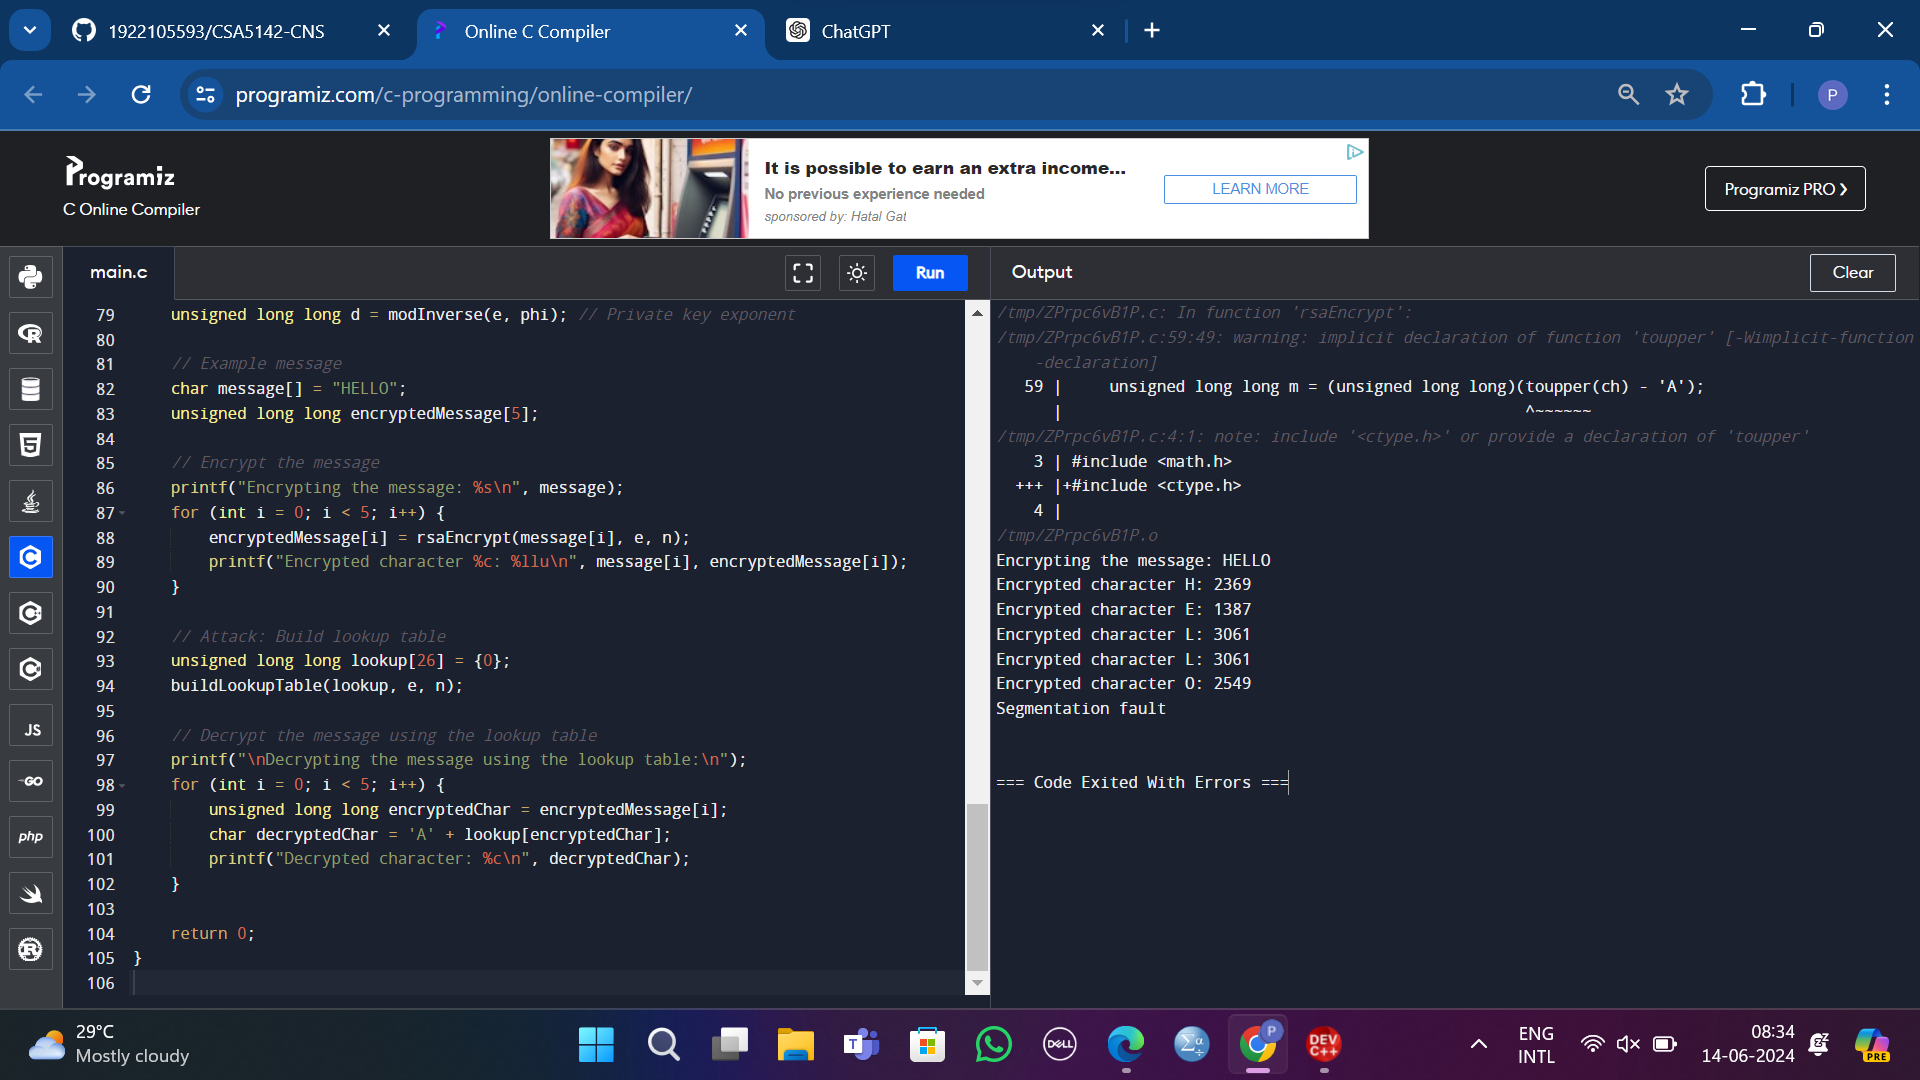 1922105593/CSA5142-CNS
Online C Compiler
ChatGPT
programiz.com/c-programming/online-compiler/
P
Programiz
C Online Compiler
It is possible to earn an extra income...
No previous experience needed
sponsored by: Hatal Gat
LEARN MORE
Programiz PRO
main.c
Run
Output
Clear
79 unsigned long long d = modInverse(e, phi); // Private key exponent
80
81 // Example message
82 char message[] = "HELLO";
83 unsigned long long encryptedMessage[5];
84
85 // Encrypt the message
86 printf("Encrypting the message: %s\n", message);
87 for (int i = 0; i < 5; i++) {
88 encryptedMessage[i] = rsaEncrypt(message[i], e, n);
89 printf("Encrypted character %c: %llu\n", message[i], encryptedMessage[i]);
90 }
91
92 // Attack: Build lookup table
93 unsigned long long lookup[26] = {0};
94 buildLookupTable(lookup, e, n);
95
96 // Decrypt the message using the lookup table
97 printf("\nDecrypting the message using the lookup table:\n");
98 for (int i = 0; i < 5; i++) {
99 unsigned long long encryptedChar = encryptedMessage[i];
100 char decryptedChar = 'A' + lookup[encryptedChar];
101 printf("Decrypted character: %c\n", decryptedChar);
102 }
103
104 return 0;
105 }
106
/tmp/ZPrpc6vB1P.c: In function 'rsaEncrypt':
/tmp/ZPrpc6vB1P.c:59:49: warning: implicit declaration of function 'toupper' [-Wimplicit-function
-declaration]
59 | unsigned long long m = (unsigned long long)(toupper(ch) - 'A');
| ^~~~~~~
/tmp/ZPrpc6vB1P.c:4:1: note: include '<ctype.h>' or provide a declaration of 'toupper'
3 | #include <math.h>
+++ |+#include <ctype.h>
4 |
/tmp/ZPrpc6vB1P.o
Encrypting the message: HELLO
Encrypted character H: 2369
Encrypted character E: 1387
Encrypted character L: 3061
Encrypted character L: 3061
Encrypted character O: 2549
Segmentation fault
=== Code Exited With Errors ===
R
5
C
C
C
JS
GO
php
R
29°C
Mostly cloudy
T
DELL
P
DEV
C++
ENG
INTL
08:34
14-06-2024
PRE